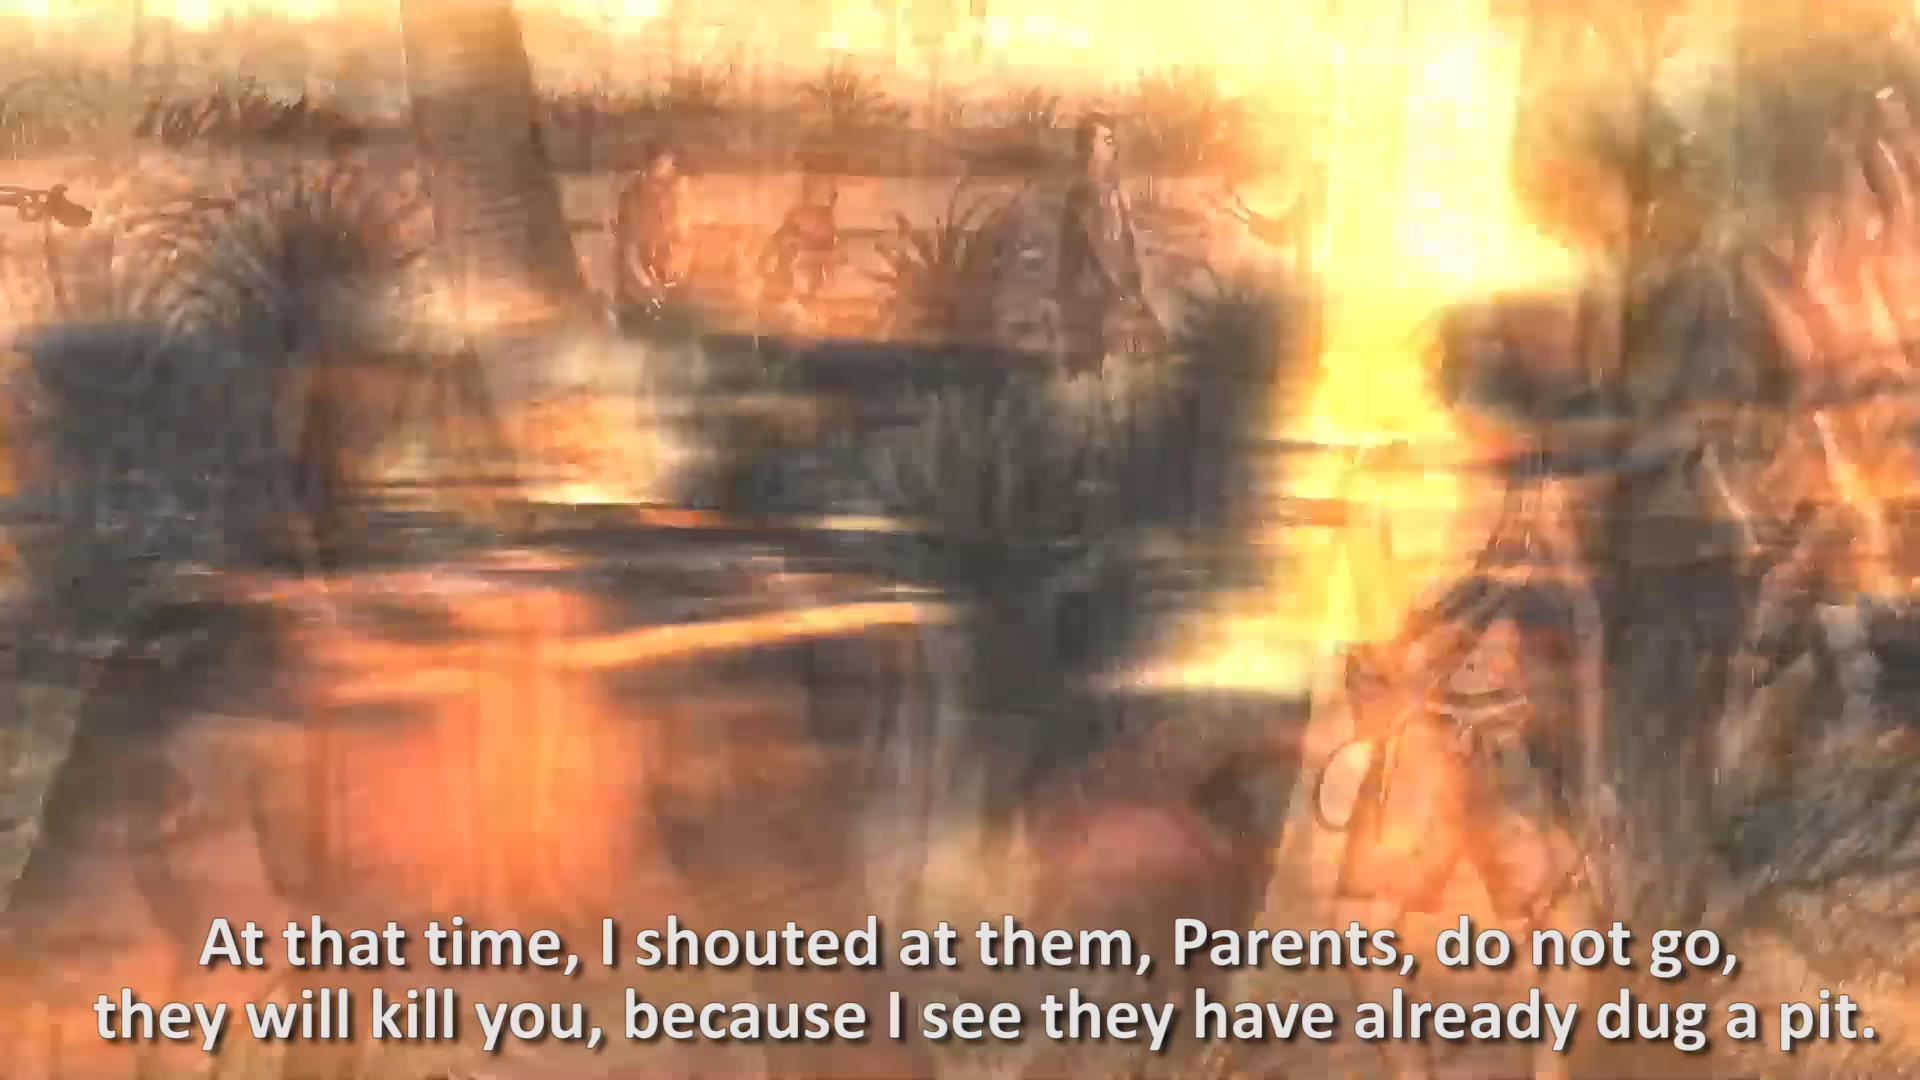 At that time, I shouted at them, Parents, do not go,
they will kill you, because I see they have already dug a pit.